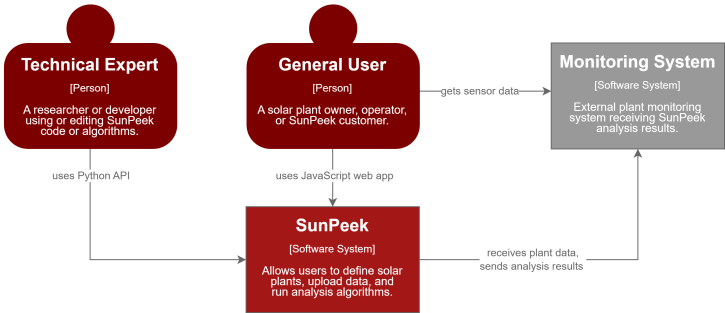 Technical Expert
[Person]
A researcher or developer
using or editing SunPeek
code or algorithms.
General User
[Person]
A solar plant owner, operator,
or SunPeek customer.
gets sensor data
Monitoring System
[Software System]
External plant monitoring
system receiving SunPeek
analysis results.
uses Python API
uses JavaScript web app
SunPeek
[Software System]
Allows users to define solar
plants, upload data, and
run analysis algorithms.
receives plant data,
sends analysis results